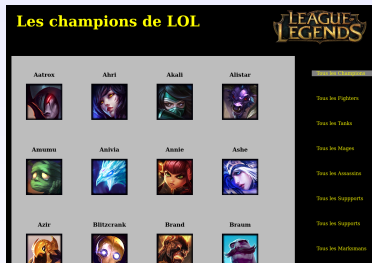 Les champions de LOL
LEAGUE of LEGENDS
Aatrox Ahri Akali Alistar
Amumu Anivia Annie Ashe
Azir Blitzcrank Brand Braum
Tous les Champions
Tous les Fighters
Tous les Tanks
Tous les Mages
Tous les Assassins
Tous les Suppports
Tous les Supports
Tous les Marksmans